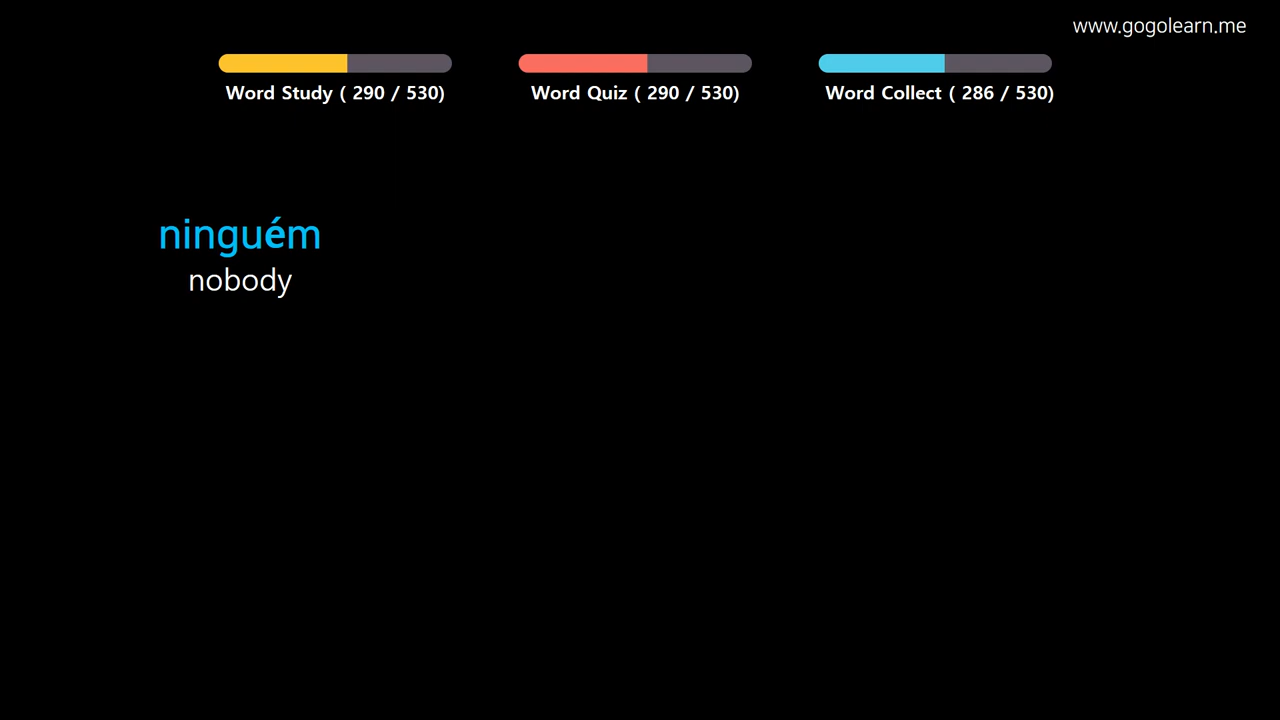 www.gogolearn.me
Word Study ( 290 / 530)
Word Quiz ( 290 / 530)
Word Collect ( 286 / 530)
ninguém
nobody